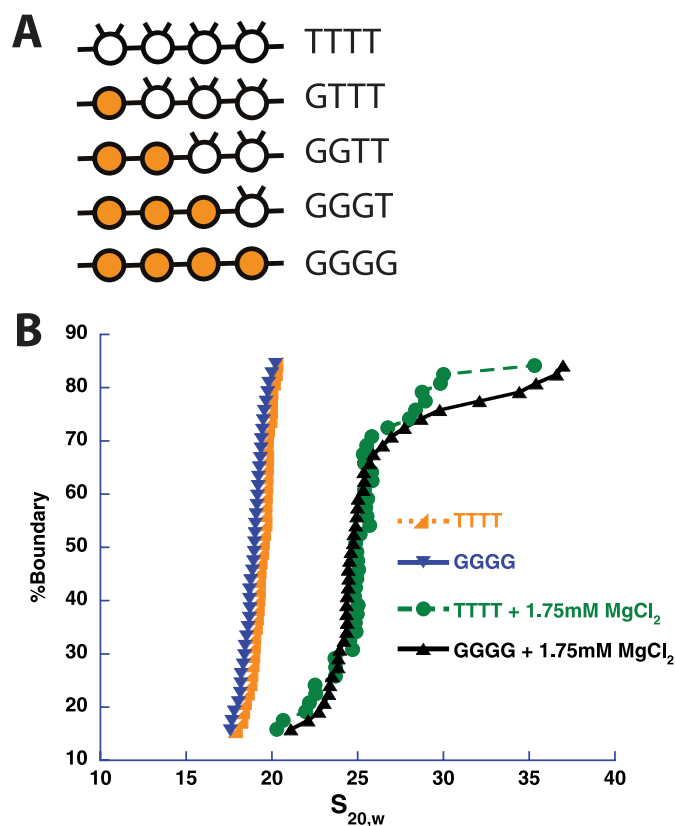 A
TTTT
GTTT
GGTT
GGGT
GGGG
B
90
80
70
60
50
40
30
20
10
%Boundary
TTTT
GGGG
TTTT + 1.75mM MgCl₂
GGGG + 1.75mM MgCl₂
10 15 20 25 30 35 40
S₂₀,w